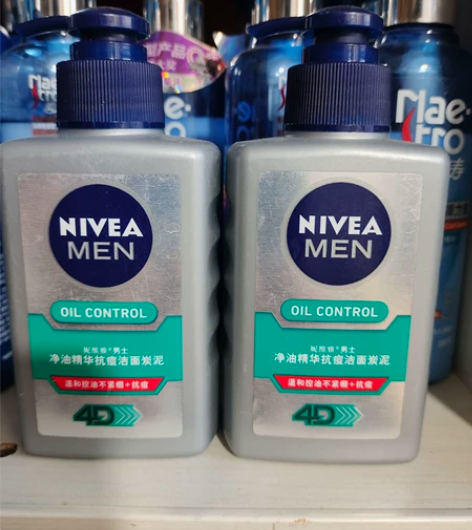 NIVEA
MEN
OIL CONTROL
妮维雅®男士
净油精华抗痘洁面炭泥
温和控油不紧绷+抗痘
4D
NIVEA
MEN
OIL CONTROL
妮维雅®男士
净油精华抗痘洁面炭泥
温和控油不紧绷+抗痘
4D
Mae
tro